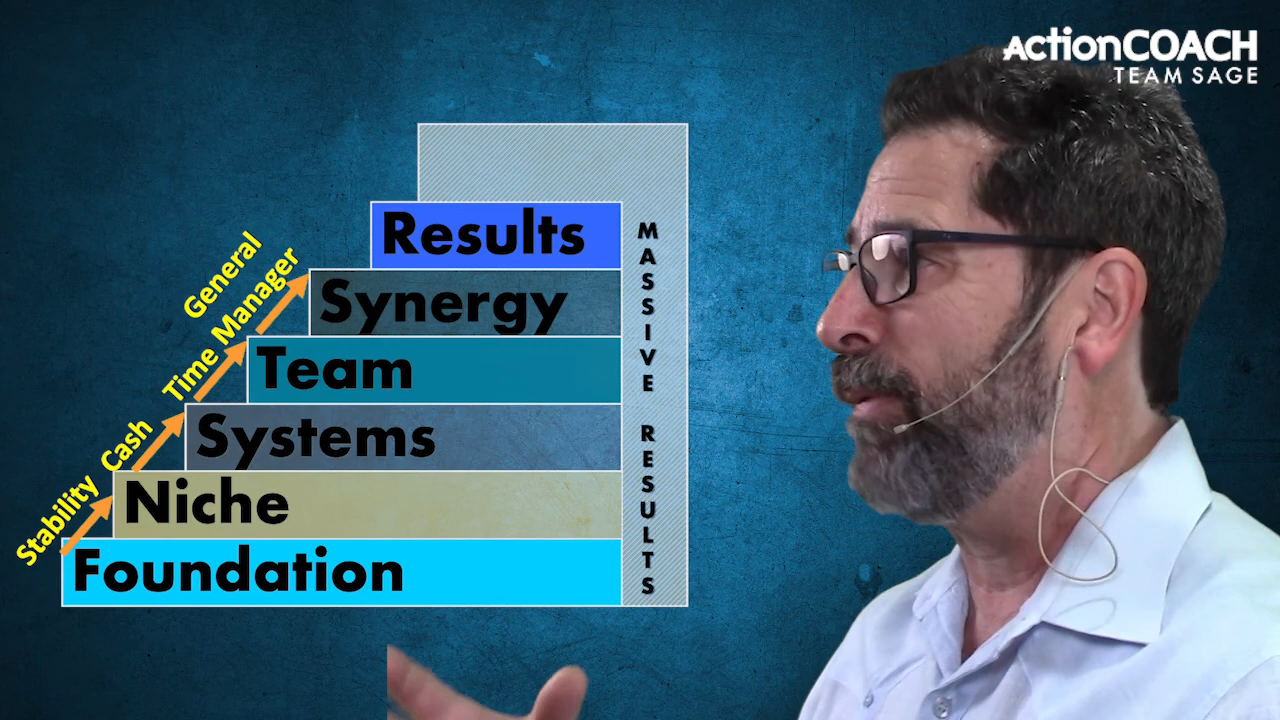 ActionCOACH
TEAM SAGE
Results
Synergy
Team
Systems
Niche
Foundation
MASSIVE RESULTS
Stability
Cash
Time
General
Manager